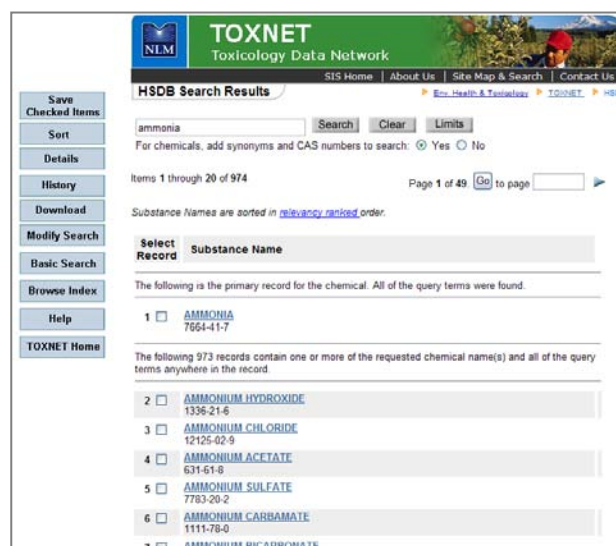 NLM
TOXNET
Toxicology Data Network
SIS Home | About Us | Site Map & Search | Contact Us
HSDB Search Results
Env. Health & Toxicology TOXNET HS
Save
Checked Items
Sort
Details
History
Download
Modify Search
Basic Search
Browse Index
Help
TOXNET Home
ammonia Search Clear Limits
For chemicals, add synonyms and CAS numbers to search: Yes No
Items 1 through 20 of 974
Page 1 of 49 Go to page
Substance Names are sorted in relevancy ranked order.
Select
Record Substance Name
The following is the primary record for the chemical. All of the query terms were found.
1 AMMONIA
7664-41-7
The following 973 records contain one or more of the requested chemical name(s) and all of the query
terms anywhere in the record.
2 AMMONIUM HYDROXIDE
1336-21-6
3 AMMONIUM CHLORIDE
12125-02-9
4 AMMONIUM ACETATE
631-61-8
5 AMMONIUM SULFATE
7783-20-2
6 AMMONIUM CARBAMATE
1111-78-0
7 AMMONIUM BICARBONATE